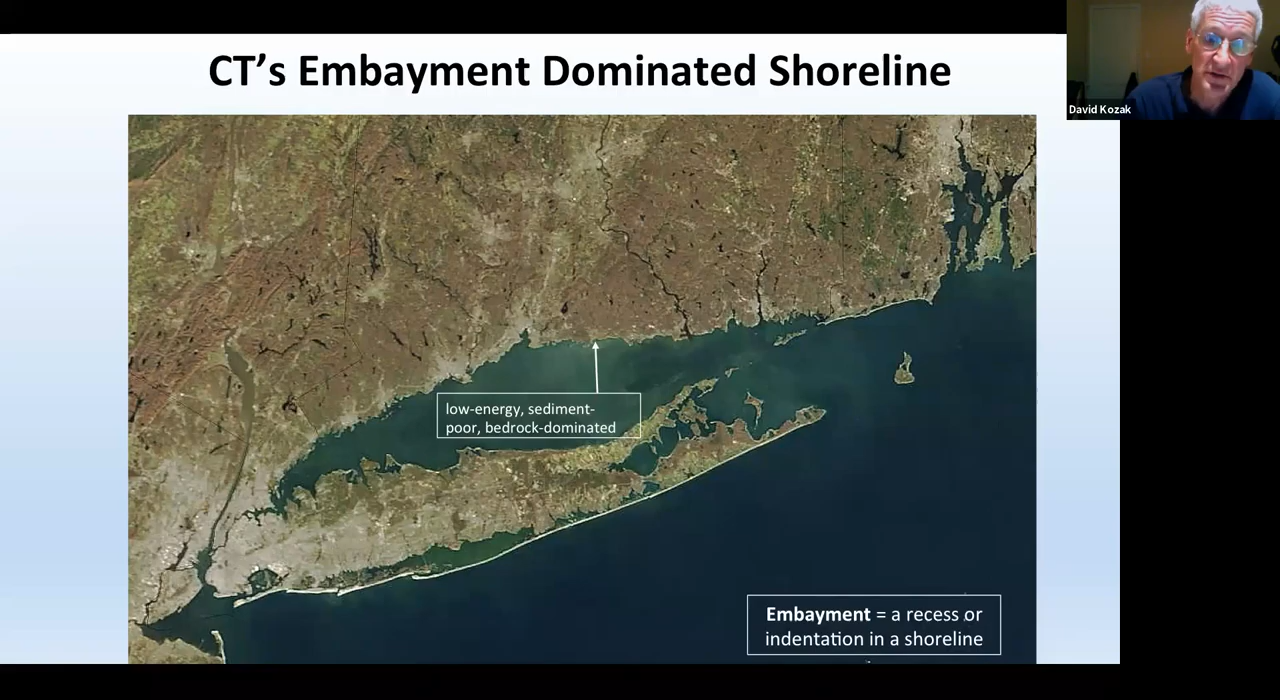 CT's Embayment Dominated Shoreline
David Kozak
low-energy, sediment-
poor, bedrock-dominated
Embayment = a recess or
indentation in a shoreline